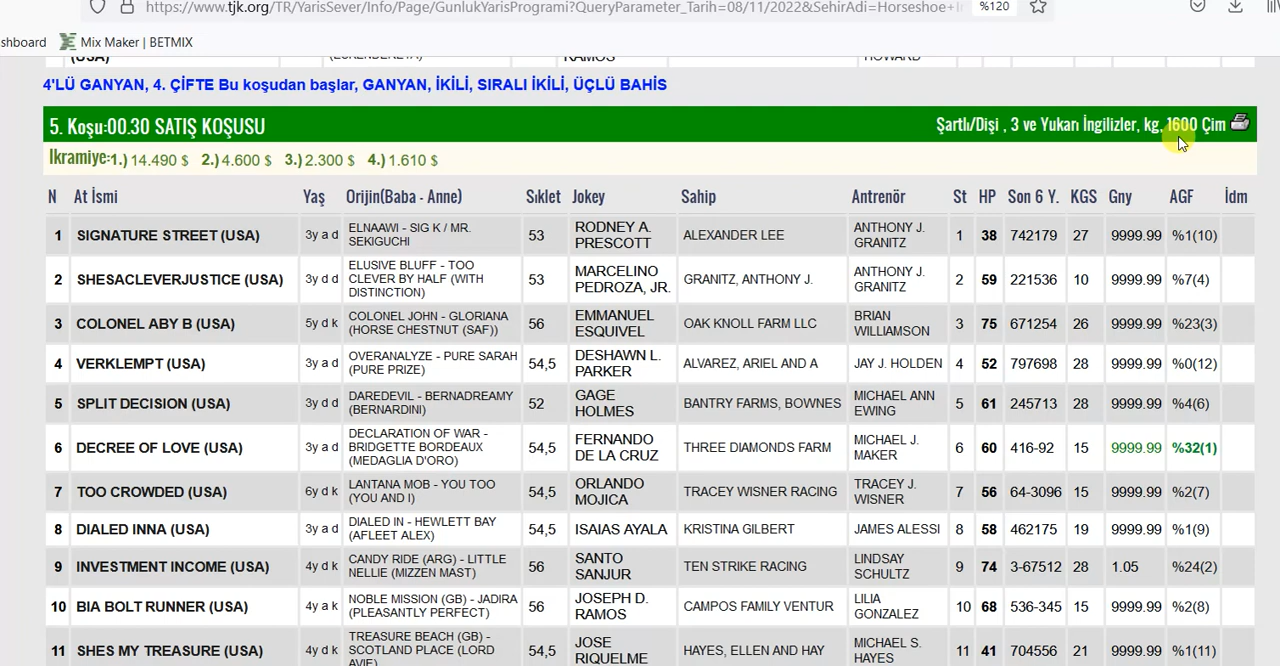 https://www.tjk.org/TR/YarisSever/Info/Page/GunlukYarisProgrami?QueryParameter_Tarih=08/11/2022&SehirAdi=Horseshoe+I %120
shboard Mix Maker | BETMIX
(USA) RAMOS HOWARD
4'LÜ GANYAN, 4. ÇİFTE Bu koşudan başlar, GANYAN, İKİLİ, SIRALI İKİLİ, ÜÇLÜ BAHİS
5. Koşu:00.30 SATIŞ KOŞUSU Şartlı/Dişi , 3 ve Yukarı İngilizler, kg, 1600 Çim
İkramiye:1.) 14.490 $ 2.) 4.600 $ 3.) 2.300 $ 4.) 1.610 $
N At İsmi Yaş Orijin(Baba - Anne) Sıklet Jokey Sahip Antrenör St HP Son 6 Y. KGS Gny AGF İdm
1 SIGNATURE STREET (USA) 3y a d ELNAAWI - SIG K / MR. SEKIGUCHI 53 RODNEY A. PRESCOTT ALEXANDER LEE ANTHONY J. GRANITZ 1 38 742179 27 9999.99 %1(10)
2 SHESACLEVERJUSTICE (USA) 3y d d ELUSIVE BLUFF - TOO CLEVER BY HALF (WITH DISTINCTION) 53 MARCELINO PEDROZA, JR. GRANITZ, ANTHONY J. ANTHONY J. GRANITZ 2 59 221536 10 9999.99 %7(4)
3 COLONEL ABY B (USA) 5y d k COLONEL JOHN - GLORIANA (HORSE CHESTNUT (SAF)) 56 EMMANUEL ESQUIVEL OAK KNOLL FARM LLC BRIAN WILLIAMSON 3 75 671254 26 9999.99 %23(3)
4 VERKLEMPT (USA) 3y a d OVERANALYZE - PURE SARAH (PURE PRIZE) 54,5 DESHAWN L. PARKER ALVAREZ, ARIEL AND A JAY J. HOLDEN 4 52 797698 28 9999.99 %0(12)
5 SPLIT DECISION (USA) 3y d d DAREDEVIL - BERNADREAMY (BERNARDINI) 52 GAGE HOLMES BANTRY FARMS, BOWNES MICHAEL ANN EWING 5 61 245713 28 9999.99 %4(6)
6 DECREE OF LOVE (USA) 3y a d DECLARATION OF WAR - BRIDGETTE BORDEAUX (MEDAGLIA D'ORO) 54,5 FERNANDO DE LA CRUZ THREE DIAMONDS FARM MICHAEL J. MAKER 6 60 416-92 15 9999.99 %32(1)
7 TOO CROWDED (USA) 6y d k LANTANA MOB - YOU TOO (YOU AND I) 54,5 ORLANDO MOJICA TRACEY WISNER RACING TRACEY J. WISNER 7 56 64-3096 15 9999.99 %2(7)
8 DIALED INNA (USA) 3y a d DIALED IN - HEWLETT BAY (AFLEET ALEX) 54,5 ISAIAS AYALA KRISTINA GILBERT JAMES ALESSI 8 58 462175 19 9999.99 %1(9)
9 INVESTMENT INCOME (USA) 4y d k CANDY RIDE (ARG) - LITTLE NELLIE (MIZZEN MAST) 56 SANTO SANJUR TEN STRIKE RACING LINDSAY SCHULTZ 9 74 3-67512 28 1.05 %24(2)
10 BIA BOLT RUNNER (USA) 4y a k NOBLE MISSION (GB) - JADIRA (PLEASANTLY PERFECT) 56 JOSEPH D. RAMOS CAMPOS FAMILY VENTUR LILIA GONZALEZ 10 68 536-345 15 9999.99 %2(8)
11 SHES MY TREASURE (USA) 4y d k TREASURE BEACH (GB) - SCOTLAND PLACE (LORD AVIE) 54,5 JOSE RIQUELME HAYES, ELLEN AND HAY MICHAEL S. HAYES 11 41 704556 21 9999.99 %1(11)